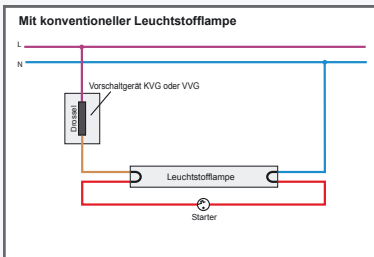 Mit konventioneller Leuchtstofflampe
L
N
Vorschaltgerät KVG oder VVG
Drossel
Leuchtstofflampe
Starter